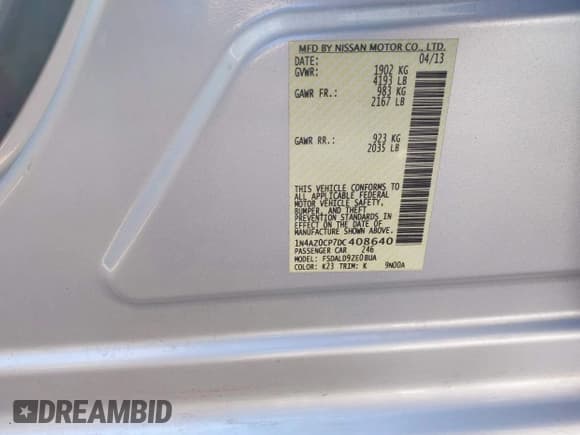 MFD BY NISSAN MOTOR CO., LTD.
DATE: 04/13
GVWR: 1902 KG
4193 LB
GAWR FR.: 983 KG
2167 LB
GAWR RR.: 923 KG
2035 LB
THIS VEHICLE CONFORMS TO
ALL APPLICABLE FEDERAL
MOTOR VEHICLE SAFETY,
BUMPER, AND THEFT
PREVENTION STANDARDS IN
EFFECT ON THE DATE OF
MANUFACTURE SHOWN ABOVE.
1N4AZ0CP7DC408640
PASSENGER CAR 246
MODEL: FSDALD9ZE0BUA
COLOR: K23 TRIM: K 9N00A
DREAMBID